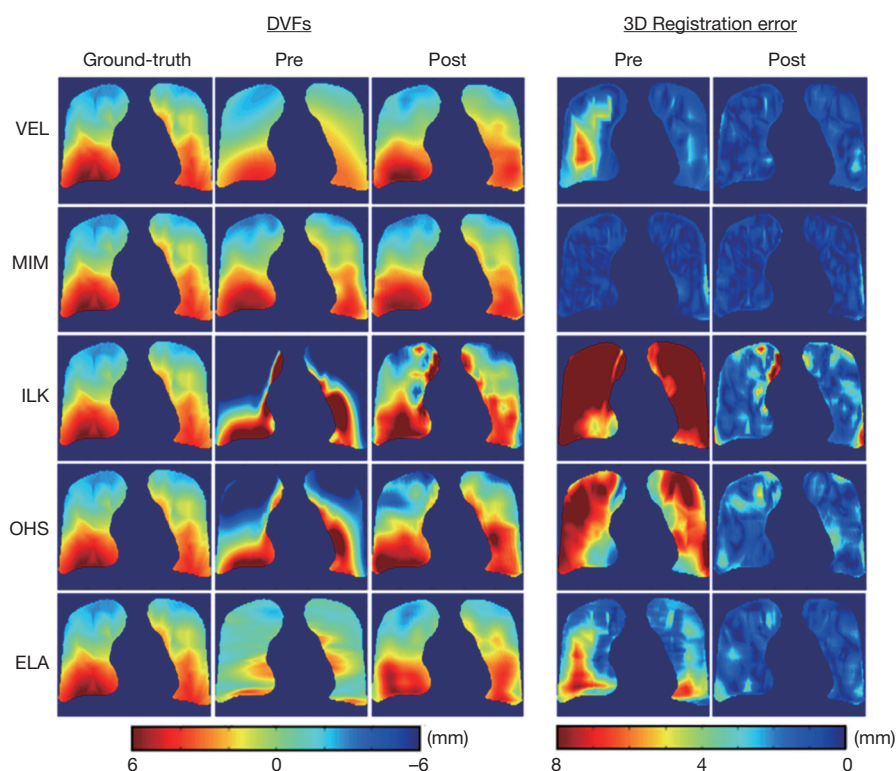 DVFs 3D Registration error
Ground-truth Pre Post Pre Post
VEL
MIM
ILK
OHS
ELA
(mm) (mm)
6 0 –6 8 4 0